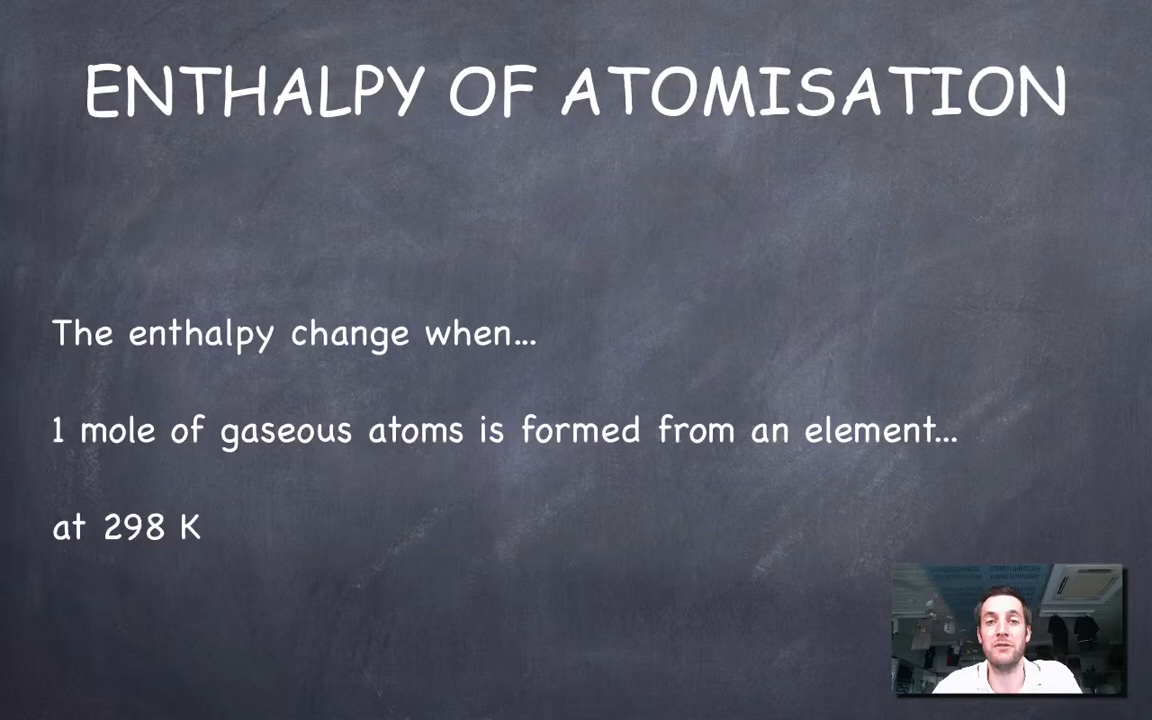 ENTHALPY OF ATOMISATION
The enthalpy change when...
1 mole of gaseous atoms is formed from an element...
at 298 K